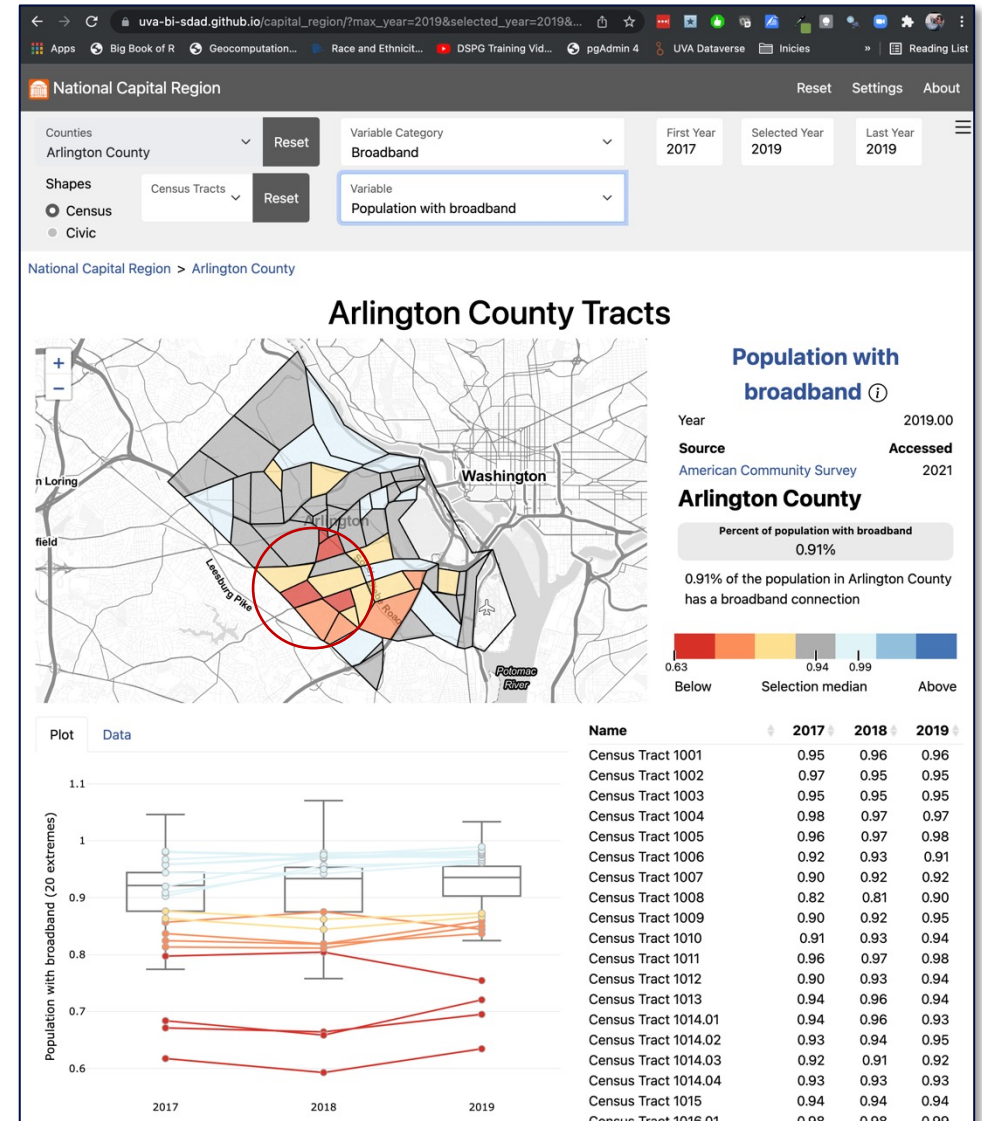 uva-bi-sdad.github.io/capital_region/?max_year=2019&selected_year=2019&...
Apps Big Book of R Geocomputation... Race and Ethnicit... DSPG Training Vid... pgAdmin 4 UVA Dataverse Inicies » Reading List
National Capital Region Reset Settings About
Counties
Arlington County
Reset
Variable Category
Broadband
First Year
2017
Selected Year
2019
Last Year
2019
Shapes
Census
Civic
Census Tracts
Reset
Variable
Population with broadband
National Capital Region > Arlington County
Arlington County Tracts
+
−
n Loring
field
Washington
Arlington
Leesburg Pike
Road
Potomac
River
Population with
broadband
Year 2019.00
Source Accessed
American Community Survey 2021
Arlington County
Percent of population with broadband
0.91%
0.91% of the population in Arlington County
has a broadband connection
0.63 0.94 0.99
Below Selection median Above
Plot Data
Population with broadband (20 extremes)
1.1
1
0.9
0.8
0.7
0.6
2017 2018 2019
Name 2017 2018 2019
Census Tract 1001 0.95 0.96 0.96
Census Tract 1002 0.97 0.95 0.95
Census Tract 1003 0.95 0.95 0.95
Census Tract 1004 0.98 0.97 0.97
Census Tract 1005 0.96 0.97 0.98
Census Tract 1006 0.92 0.93 0.91
Census Tract 1007 0.90 0.92 0.92
Census Tract 1008 0.82 0.81 0.90
Census Tract 1009 0.90 0.92 0.95
Census Tract 1010 0.91 0.93 0.94
Census Tract 1011 0.96 0.97 0.98
Census Tract 1012 0.90 0.93 0.94
Census Tract 1013 0.94 0.96 0.94
Census Tract 1014.01 0.94 0.96 0.93
Census Tract 1014.02 0.93 0.94 0.95
Census Tract 1014.03 0.92 0.91 0.92
Census Tract 1014.04 0.93 0.93 0.93
Census Tract 1015 0.94 0.94 0.94
Census Tract 1016.01 0.98 0.98 0.99